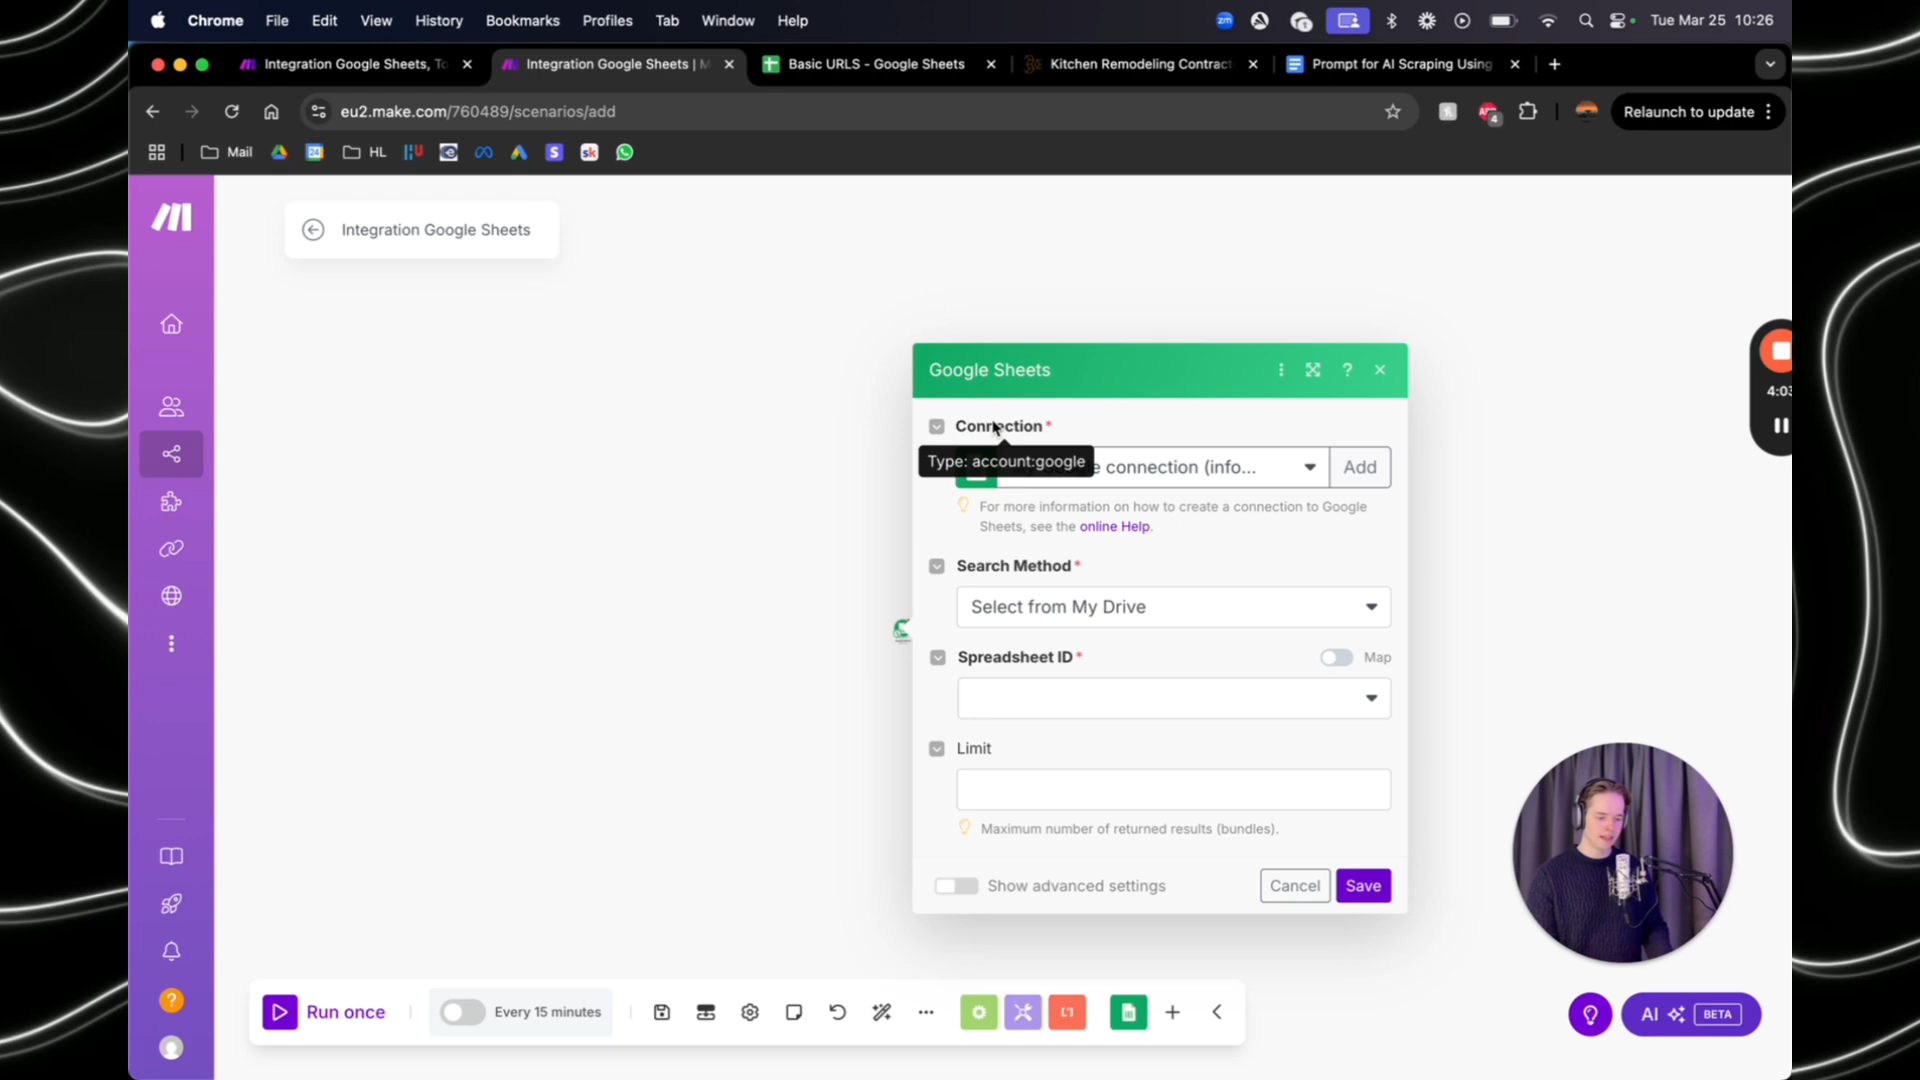 Chrome File Edit View History Bookmarks Profiles Tab Window Help
zm 1 Tue Mar 25 10:26
Integration Google Sheets, To
Integration Google Sheets | M
Basic URLS - Google Sheets
Kitchen Remodeling Contract
Prompt for AI Scraping Using
eu2.make.com/760489/scenarios/add
4
Relaunch to update
Mail
24
HL
S
sk
Integration Google Sheets
Google Sheets
?
Connection *
Type: account:google
connection (info...
Add
For more information on how to create a connection to Google
Sheets, see the online Help.
Search Method *
Select from My Drive
Spreadsheet ID *
Map
Limit
Maximum number of returned results (bundles).
Show advanced settings
Cancel
Save
4:03
?
Run once
Every 15 minutes
AI
BETA